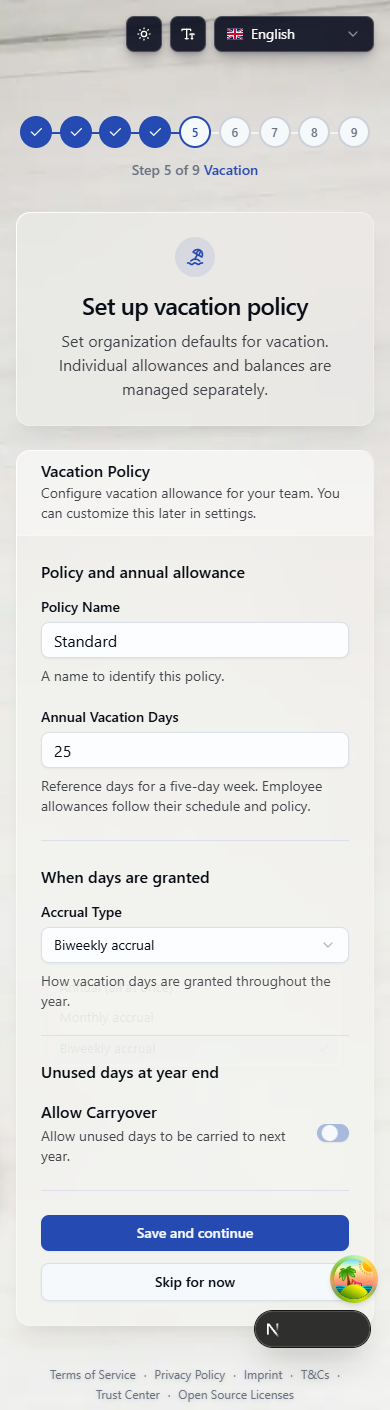 English
5
6
7
8
9
Step 5 of 9 Vacation
Set up vacation policy
Set organization defaults for vacation.
Individual allowances and balances are
managed separately.
Vacation Policy
Configure vacation allowance for your team. You
can customize this later in settings.
Policy and annual allowance
Policy Name
Standard
A name to identify this policy.
Annual Vacation Days
25
Reference days for a five-day week. Employee
allowances follow their schedule and policy.
When days are granted
Accrual Type
Biweekly accrual
How vacation days are granted throughout the
year.
Monthly accrual
Biweekly accrual
Unused days at year end
Allow Carryover
Allow unused days to be carried to next
year.
Save and continue
Skip for now
N
Terms of Service · Privacy Policy · Imprint · T&Cs ·
Trust Center · Open Source Licenses